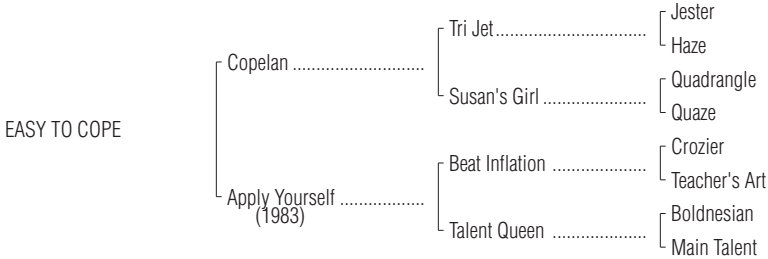 Jester
Tri Jet
Haze
Copelan
Quadrangle
Susan's Girl
Quaze
EASY TO COPE
Crozier
Beat Inflation
Teacher's Art
Apply Yourself
(1983)
Boldnesian
Talent Queen
Main Talent